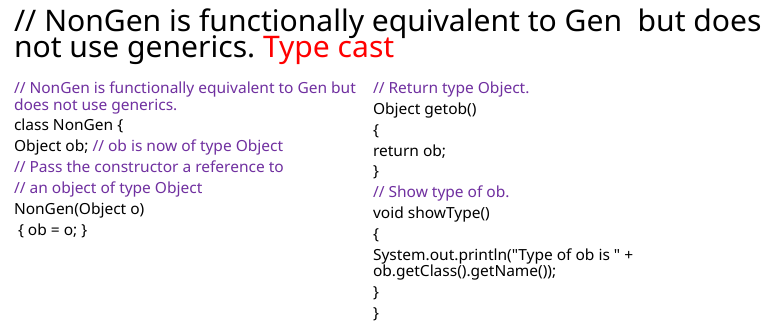 // NonGen is functionally equivalent to Gen  but does
not use generics. Type cast
// NonGen is functionally equivalent to Gen but
does not use generics.
class NonGen {
Object ob; // ob is now of type Object
// Pass the constructor a reference to
// an object of type Object
NonGen(Object o)
{ ob = o; }
// Return type Object.
Object getob()
{
return ob;
}
// Show type of ob.
void showType()
{
System.out.println("Type of ob is " +
ob.getClass().getName());
}
}